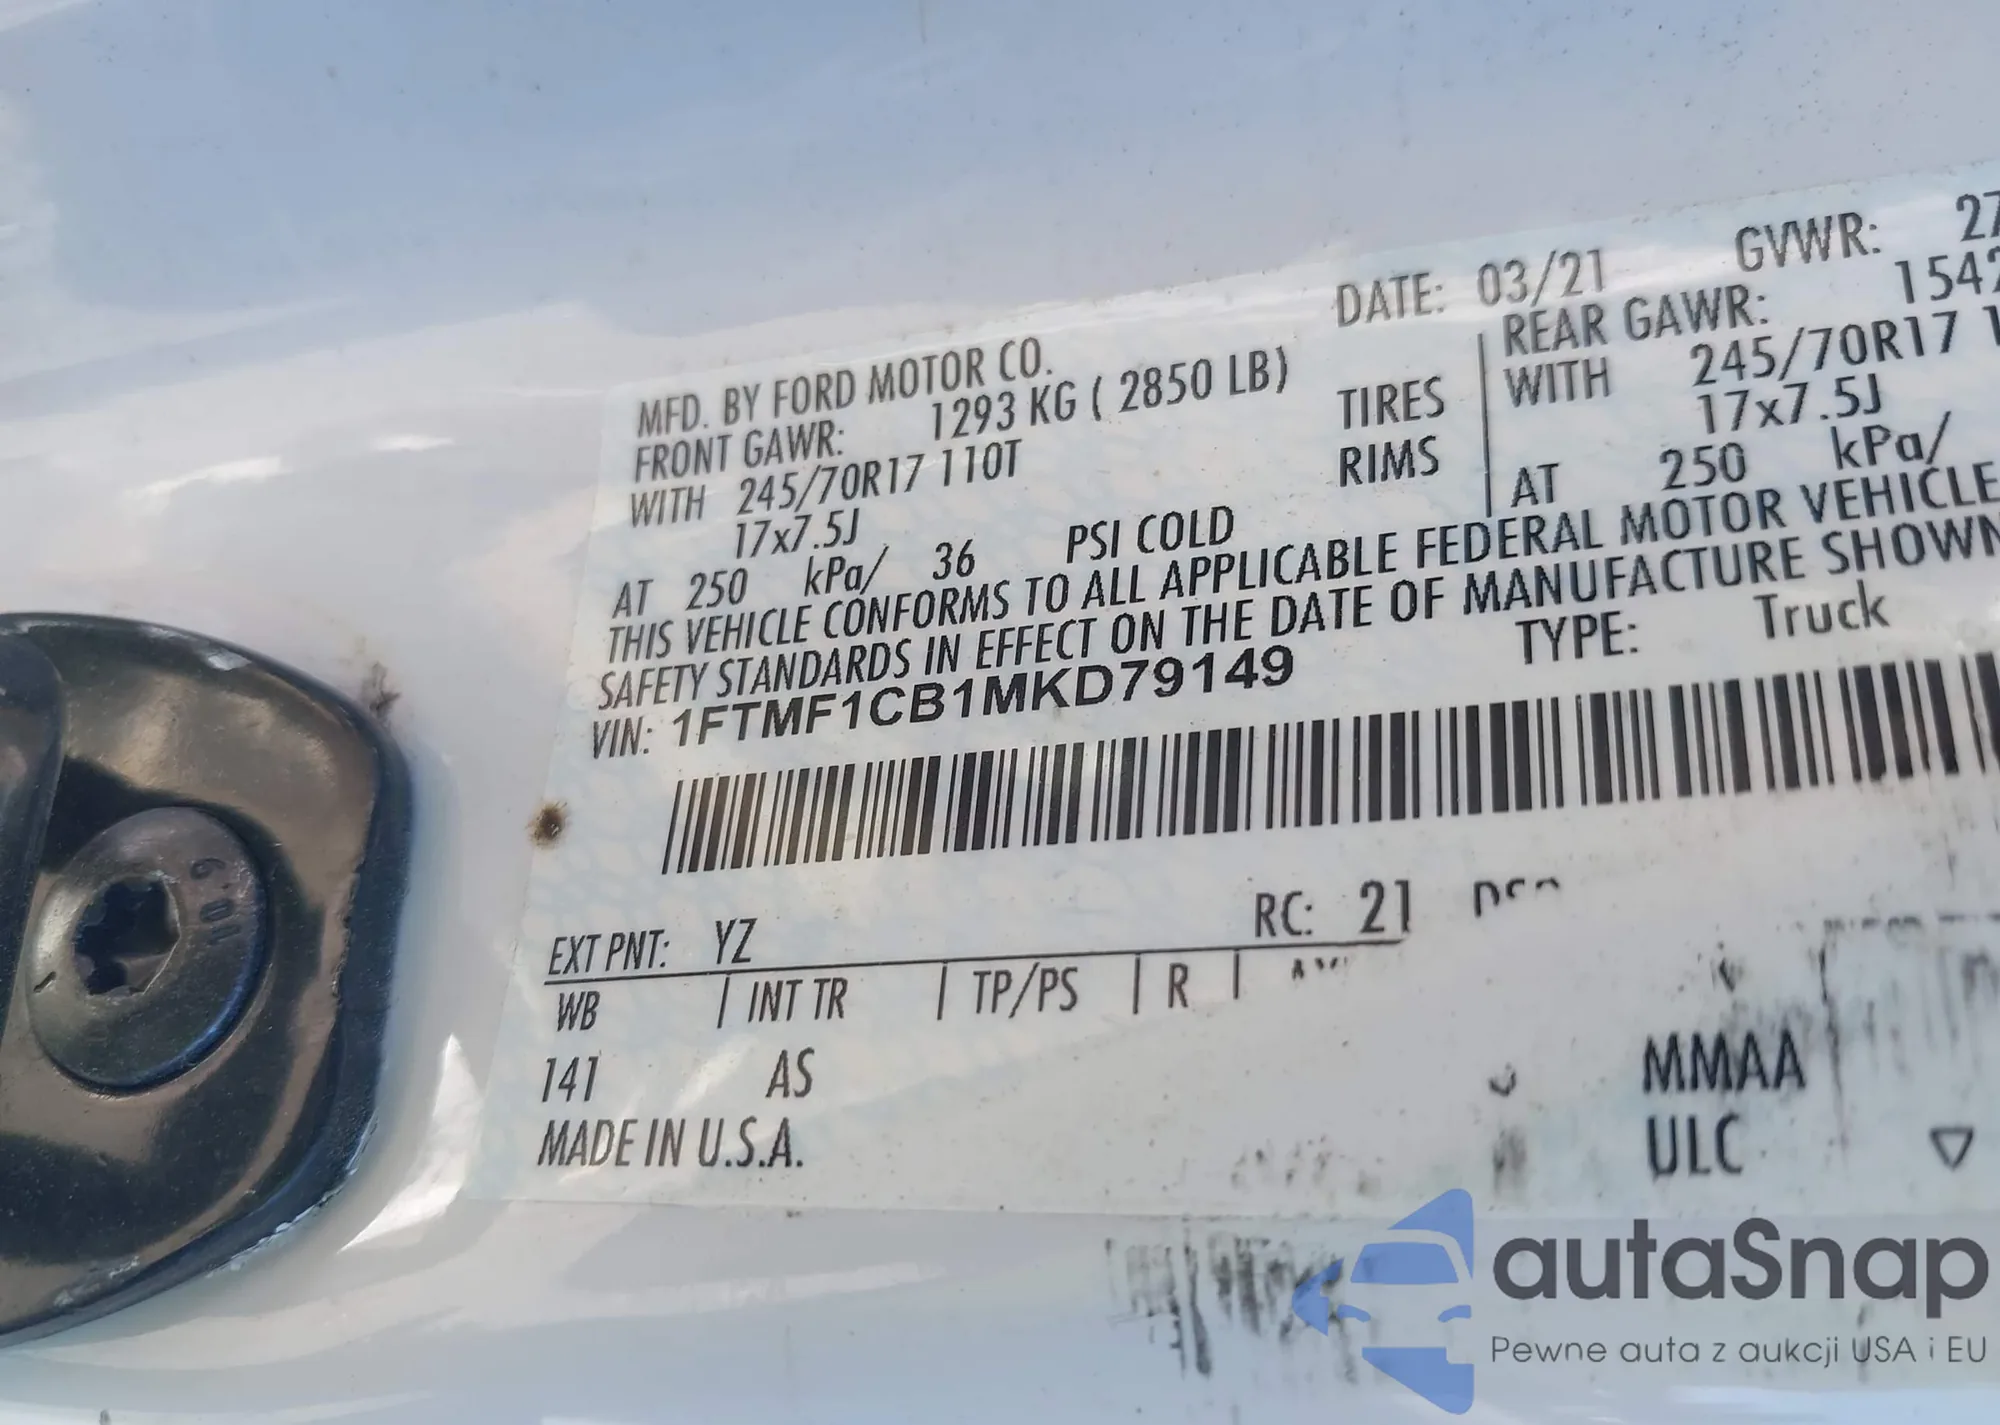 DATE: 03/21 GVWR:
MFD. BY FORD MOTOR CO.
FRONT GAWR: 1293 KG ( 2850 LB) REAR GAWR:
WITH 245/70R17 110T TIRES WITH 245/70R17
17x7.5J RIMS 17x7.5J
AT 250 kPa/ 36 PSI COLD AT 250 kPa/
THIS VEHICLE CONFORMS TO ALL APPLICABLE FEDERAL MOTOR VEHICLE
SAFETY STANDARDS IN EFFECT ON THE DATE OF MANUFACTURE SHOWN
VIN: 1FTMF1CB1MKD79149 TYPE: Truck
EXT PNT: YZ RC: 21
WB | INT TR | TP/PS | R |
141 AS MMAA
MADE IN U.S.A. ULC
10.9
autaSnap
Pewne auta z aukcji USA i EU